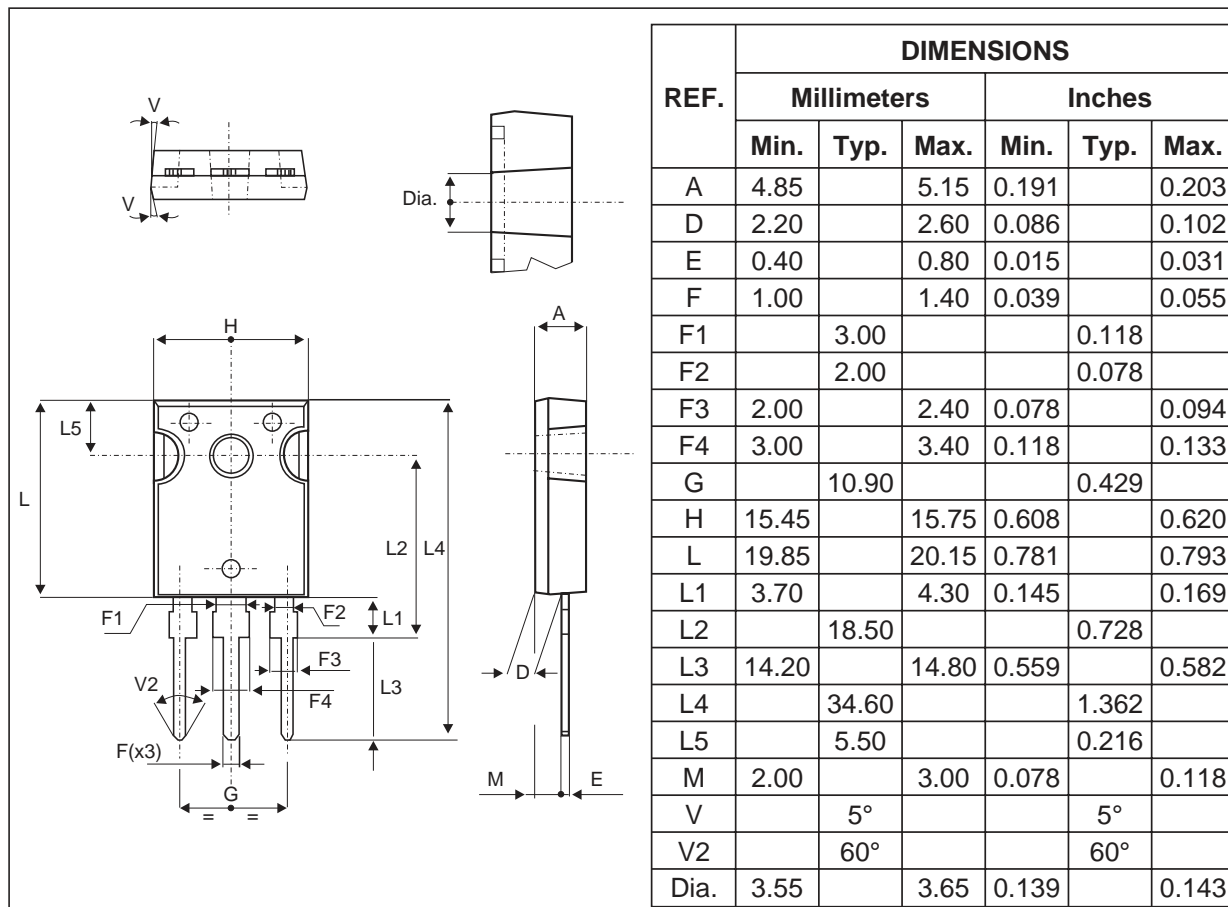 V
V
Dia.
H
A
L5
L
L2
L4
F1
F2
L1
F3
V2
F4
L3
D
F(x3)
G
= =
M
E
DIMENSIONS
REF. Millimeters Inches
Min. Typ. Max. Min. Typ. Max.
A 4.85 5.15 0.191 0.203
D 2.20 2.60 0.086 0.102
E 0.40 0.80 0.015 0.031
F 1.00 1.40 0.039 0.055
F1 3.00 0.118
F2 2.00 0.078
F3 2.00 2.40 0.078 0.094
F4 3.00 3.40 0.118 0.133
G 10.90 0.429
H 15.45 15.75 0.608 0.620
L 19.85 20.15 0.781 0.793
L1 3.70 4.30 0.145 0.169
L2 18.50 0.728
L3 14.20 14.80 0.559 0.582
L4 34.60 1.362
L5 5.50 0.216
M 2.00 3.00 0.078 0.118
V 5° 5°
V2 60° 60°
Dia. 3.55 3.65 0.139 0.143